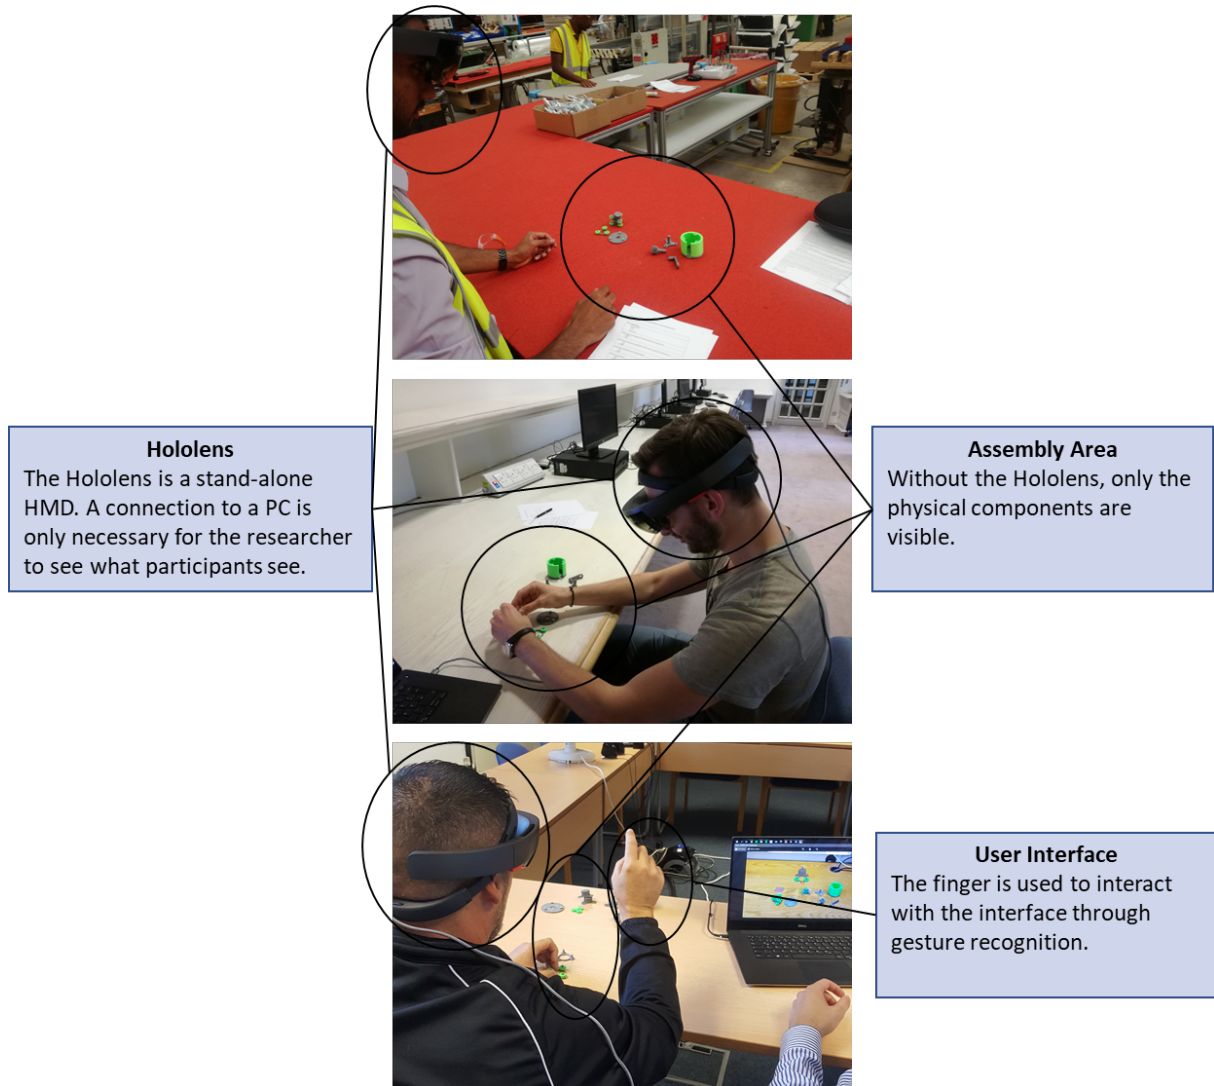 Hololens
The Hololens is a stand-alone
HMD. A connection to a PC is
only necessary for the researcher
to see what participants see.
Assembly Area
Without the Hololens, only the
physical components are
visible.
User Interface
The finger is used to interact
with the interface through
gesture recognition.